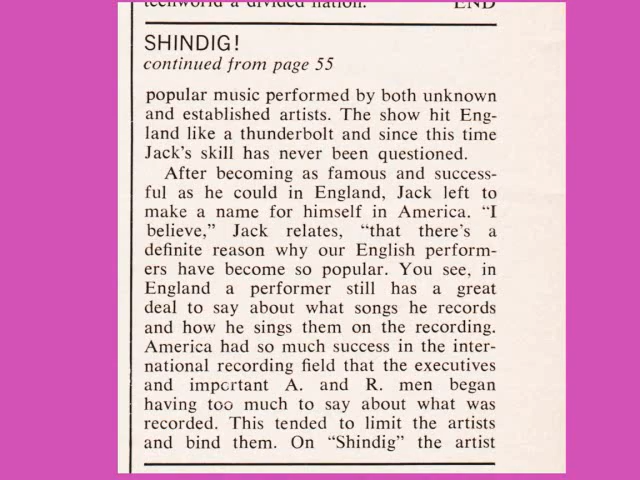 teenworld a divided nation. END
SHINDIG!
continued from page 55
popular music performed by both unknown
and established artists. The show hit Eng-
land like a thunderbolt and since this time
Jack's skill has never been questioned.
After becoming as famous and success-
ful as he could in England, Jack left to
make a name for himself in America. "I
believe," Jack relates, "that there's a
definite reason why our English perform-
ers have become so popular. You see, in
England a performer still has a great
deal to say about what songs he records
and how he sings them on the recording.
America had so much success in the inter-
national recording field that the executives
and important A. and R. men began
having too much to say about what was
recorded. This tended to limit the artists
and bind them. On "Shindig" the artist